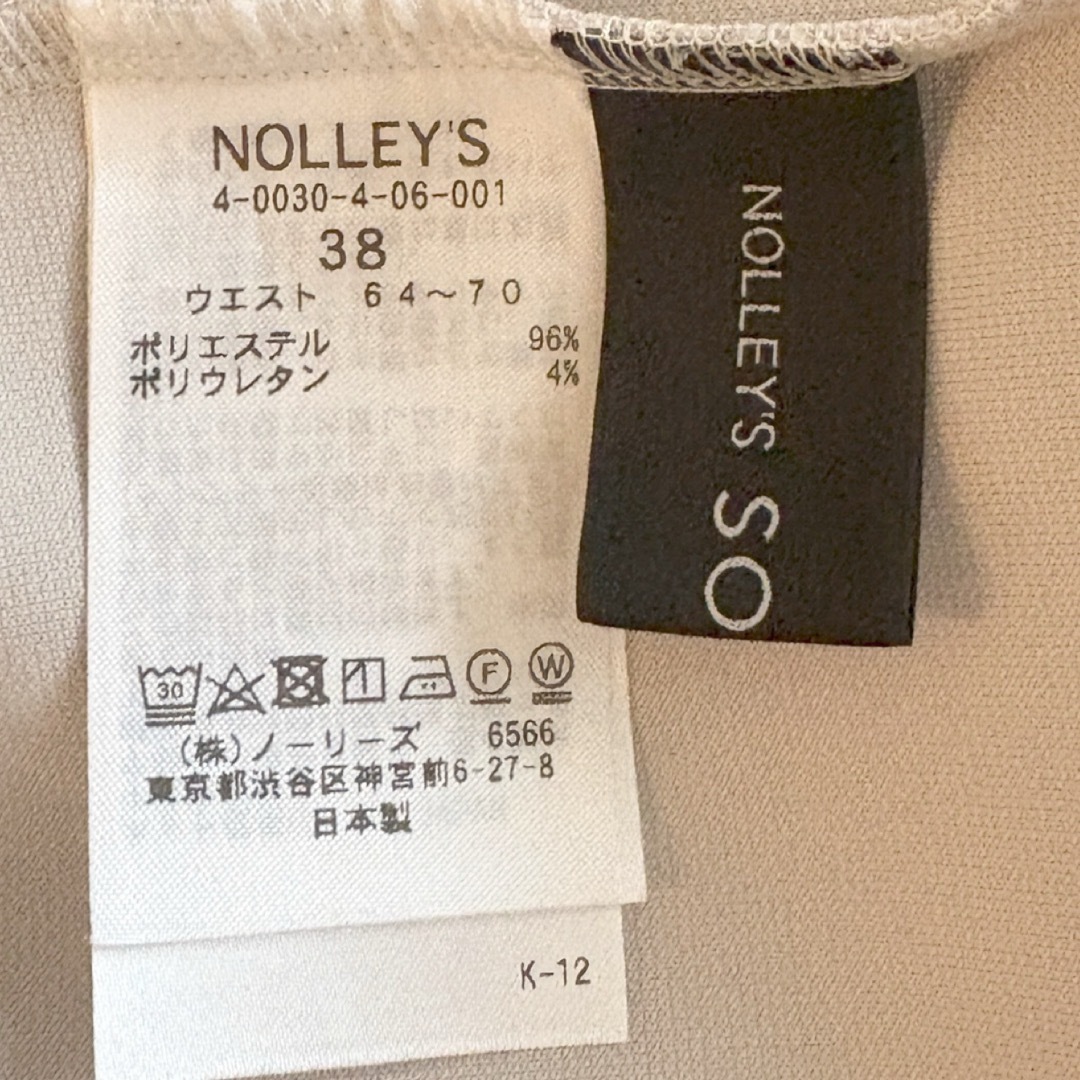 NOLLEY'S
4-0030-4-06-001
38
ウエスト 64～70
ポリエステル 96%
ポリウレタン 4%
30
F W
(株)ノーリーズ 6566
東京都渋谷区神宮前6-27-8
日本製
K-12
NOLLEY'S SO